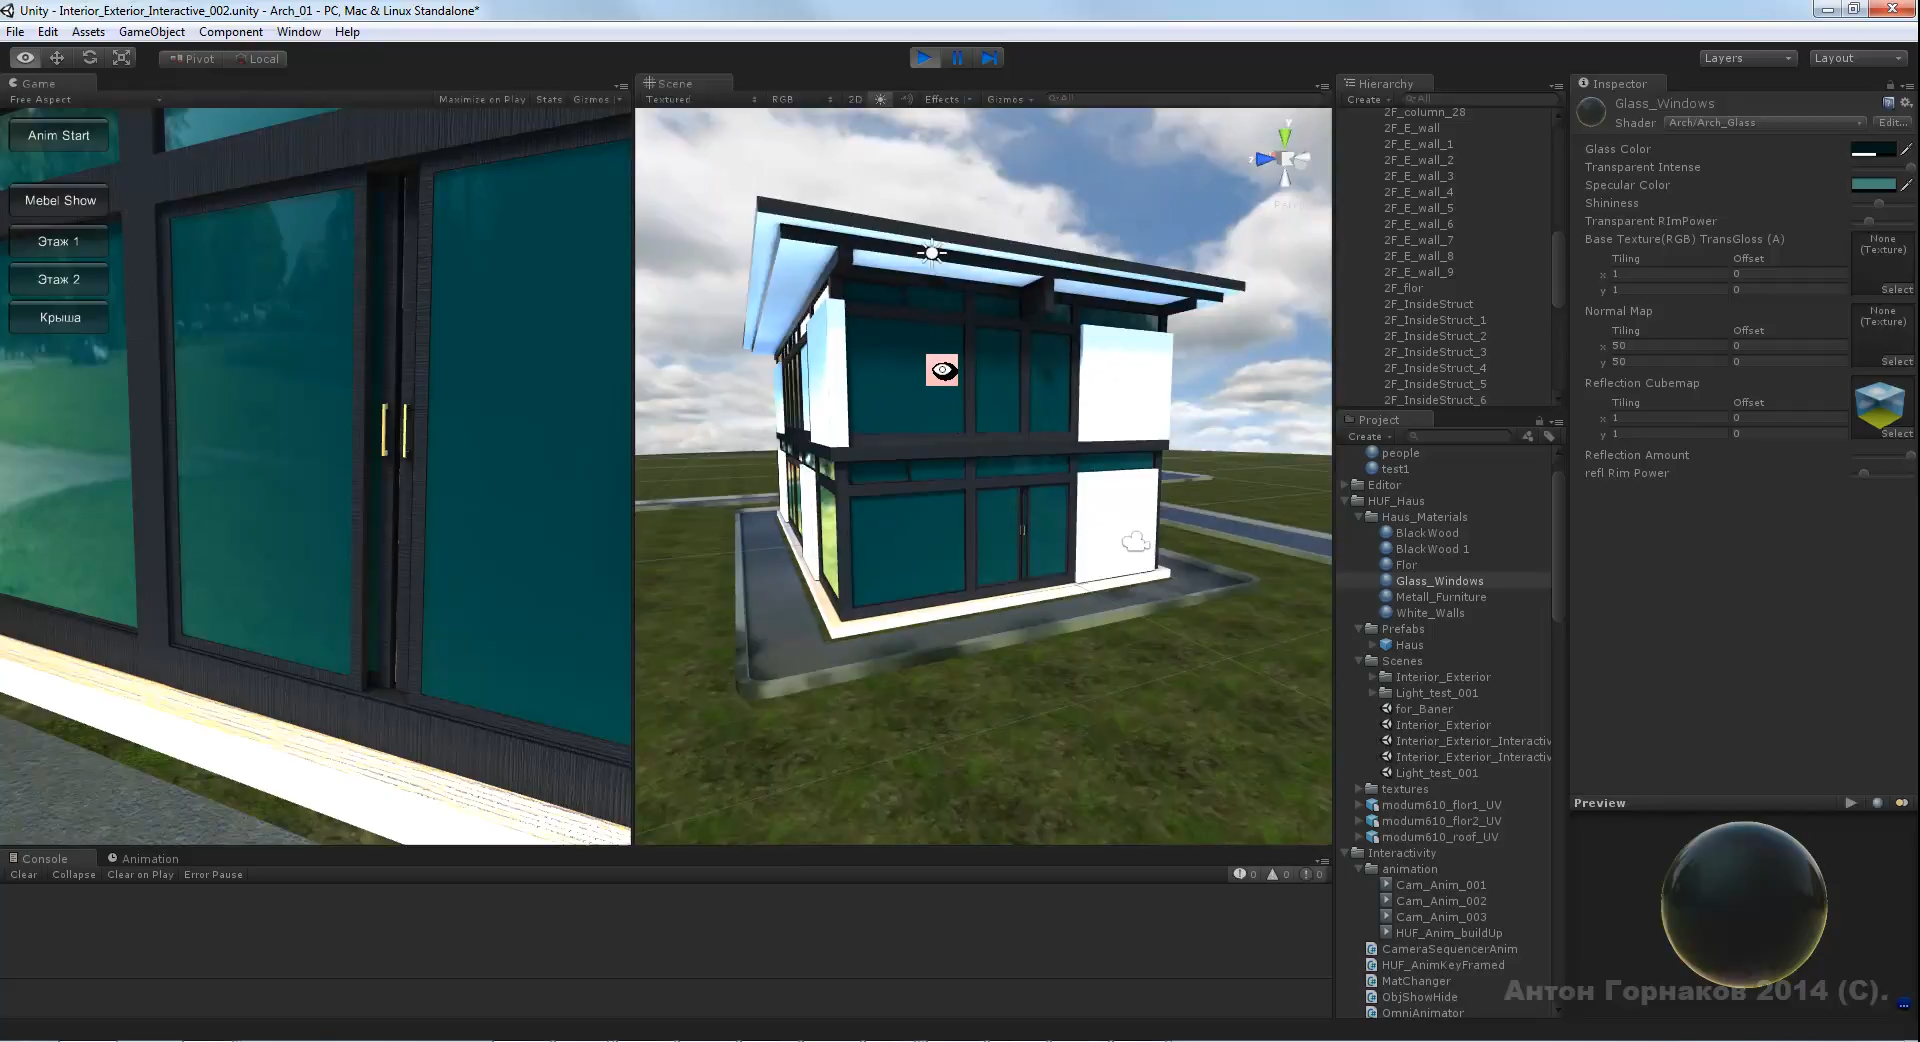 Unity - Interior_Exterior_Interactive_002.unity - Arch_01 - PC, Mac & Linux Standalone*
File Edit Assets GameObject Component Window Help
Pivot Local
Layers
Layout
Game
Free Aspect
Maximize on Play Stats Gizmos
Anim Start
Mebel Show
Этаж 1
Этаж 2
Крыша
Scene
Textured RGB 2D Effects Gizmos All
y
z
Hierarchy
Create All
2F_column_28
2F_E_wall
2F_E_wall_1
2F_E_wall_2
2F_E_wall_3
2F_E_wall_4
2F_E_wall_5
2F_E_wall_6
2F_E_wall_7
2F_E_wall_8
2F_E_wall_9
2F_flor
2F_InsideStruct
2F_InsideStruct_1
2F_InsideStruct_2
2F_InsideStruct_3
2F_InsideStruct_4
2F_InsideStruct_5
2F_InsideStruct_6
Project
Create
people
test1
Editor
HUF_Haus
Haus_Materials
BlackWood
BlackWood 1
Flor
Glass_Windows
Metall_Furniture
White_Walls
Prefabs
Haus
Scenes
Interior_Exterior
Light_test_001
for_Baner
Interior_Exterior
Interior_Exterior_Interactiv
Interior_Exterior_Interactiv
Light_test_001
textures
modum610_flor1_UV
modum610_flor2_UV
modum610_roof_UV
Interactivity
animation
Cam_Anim_001
Cam_Anim_002
Cam_Anim_003
HUF_Anim_buildUp
CameraSequencerAnim
HUF_AnimKeyFramed
MatChanger
ObjShowHide
OmniAnimator
Inspector
Glass_Windows
Shader Arch/Arch_Glass Edit...
Glass Color
Transparent Intense
Specular Color
Shininess
Transparent RImPower
Base Texture(RGB) TransGloss (A)
None
(Texture)
Tiling Offset
x 1 0
y 1 0
Select
Normal Map
None
(Texture)
Tiling Offset
x 50 0
y 50 0
Select
Reflection Cubemap
Tiling Offset
x 1 0
y 1 0
Select
Reflection Amount
refl Rim Power
Preview
Console Animation
Clear Collapse Clear on Play Error Pause
0 0 0
Антон Горнаков 2014 (C).